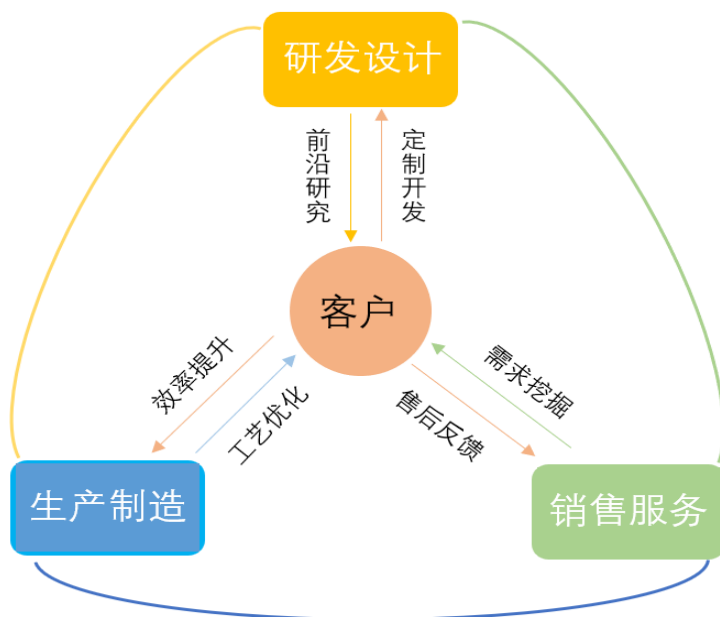 研发设计
前沿研究
定制开发
客户
效率提升
工艺优化
需求挖掘
售后反馈
生产制造
销售服务